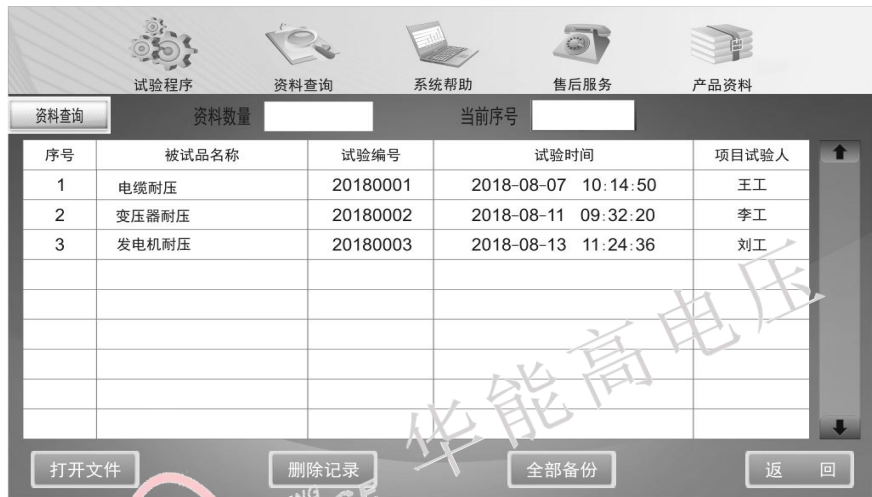 试验程序 资料查询 系统帮助 售后服务 产品资料
资料查询 资料数量 当前序号
序号 被试品名称 试验编号 试验时间 项目试验人
1 电缆耐压 20180001 2018-08-07 10:14:50 王工
2 变压器耐压 20180002 2018-08-11 09:32:20 李工
3 发电机耐压 20180003 2018-08-13 11:24:36 刘工
华能高电压
打开文件 删除记录 全部备份 返 回